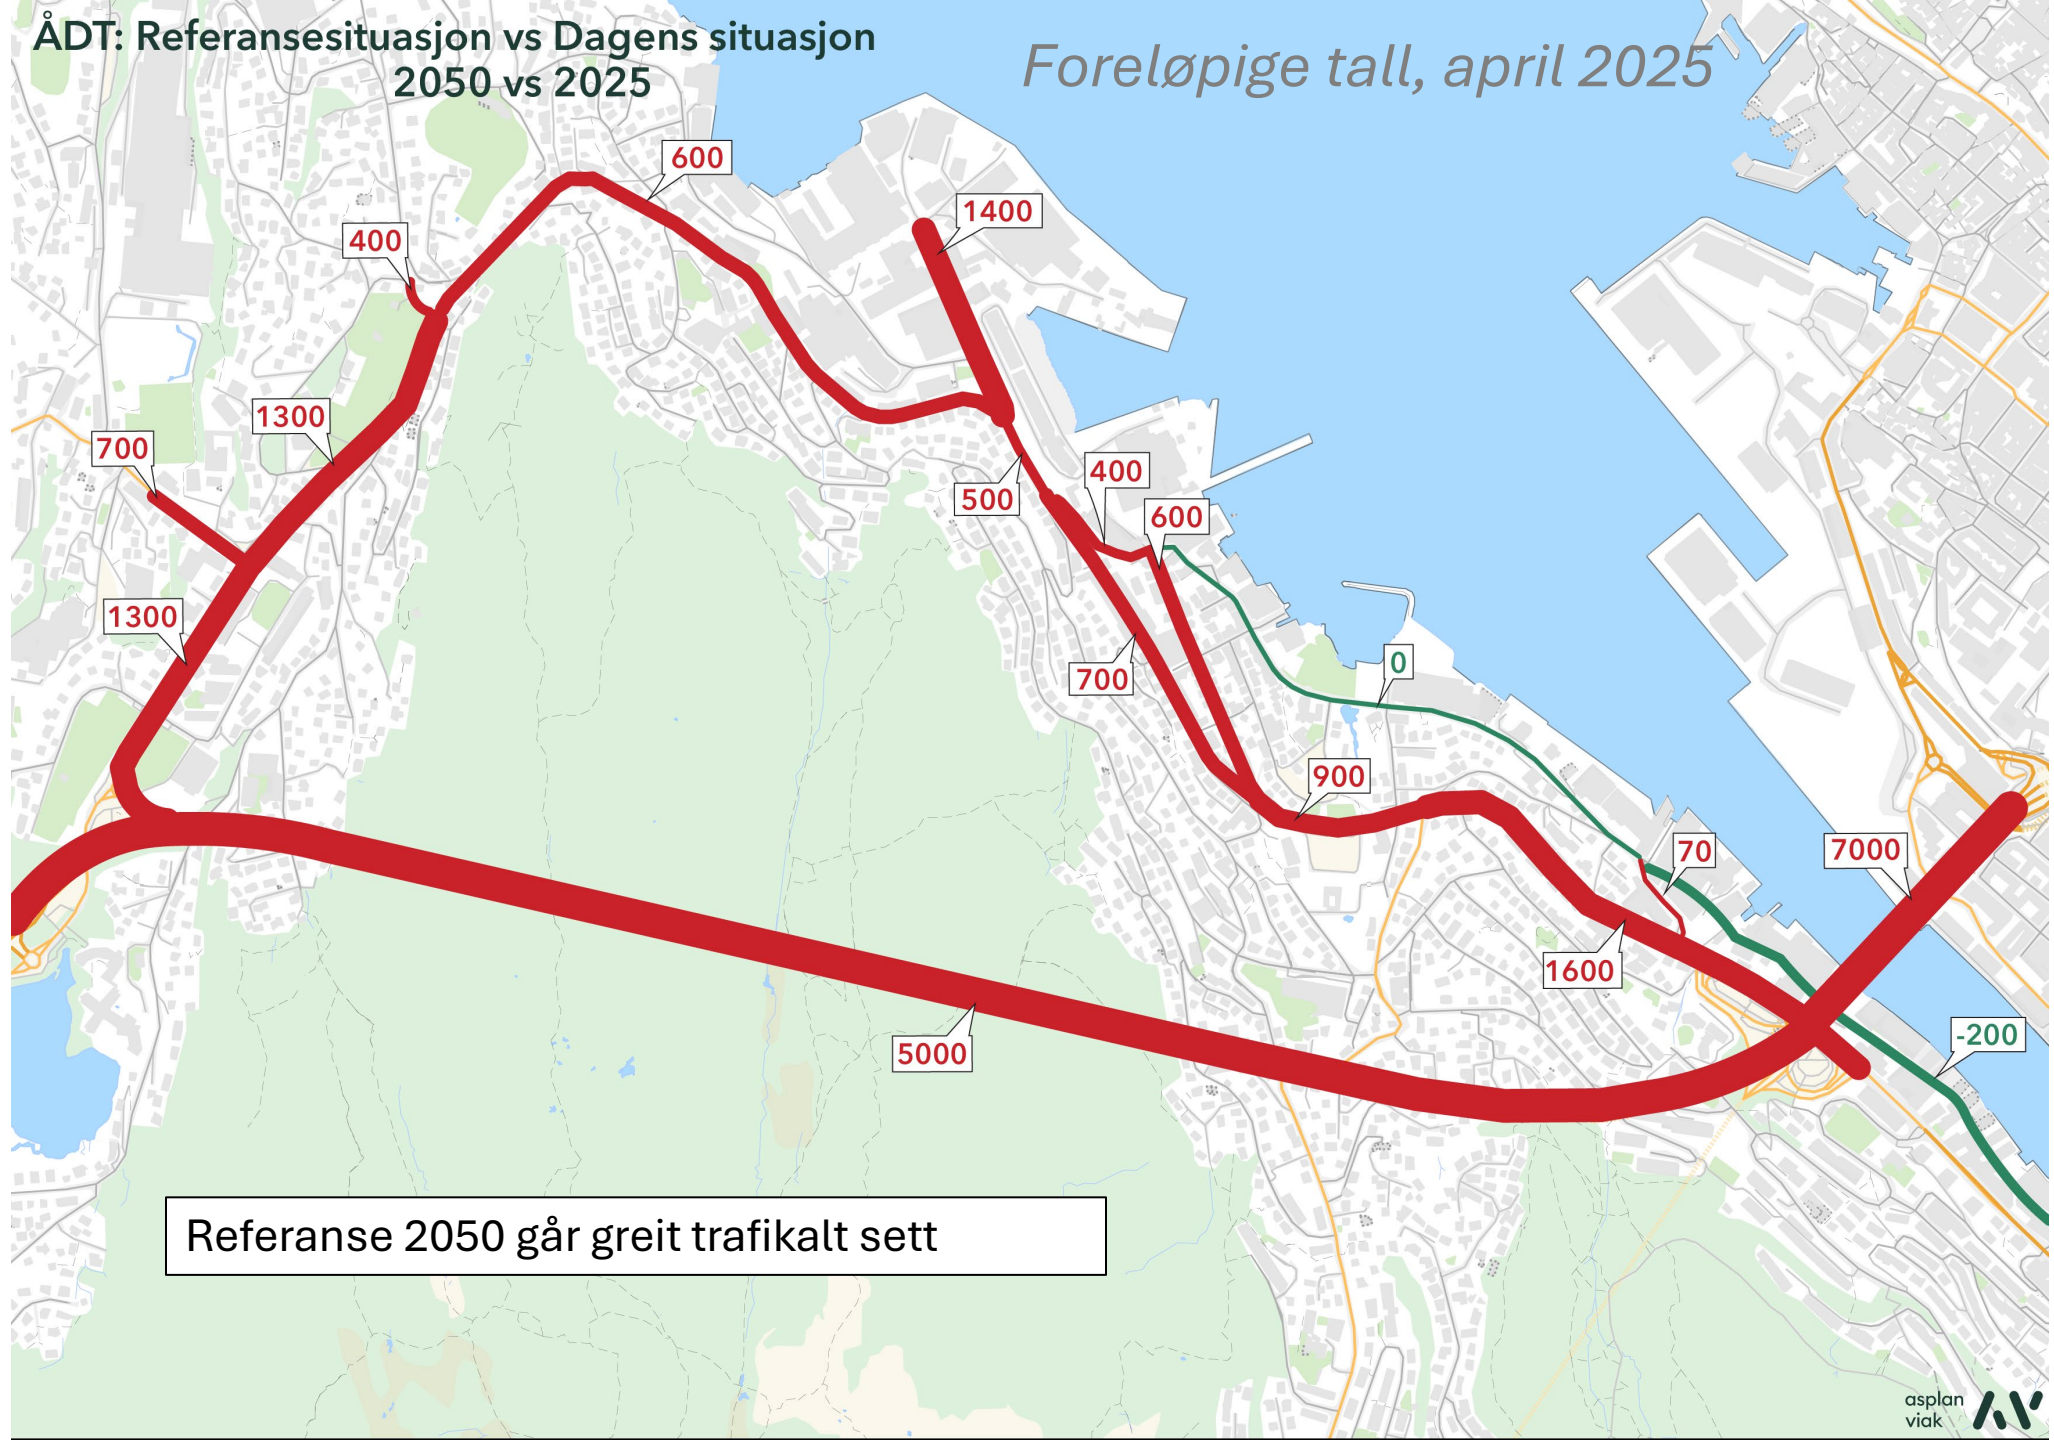 ÅDT: Referansesituasjon vs Dagens situasjon
2050 vs 2025
Foreløpige tall, april 2025
600
1400
400
1300
700
500
400
600
1300
700
0
900
70
7000
1600
-200
5000
Referanse 2050 går greit trafikalt sett
asplan
viak